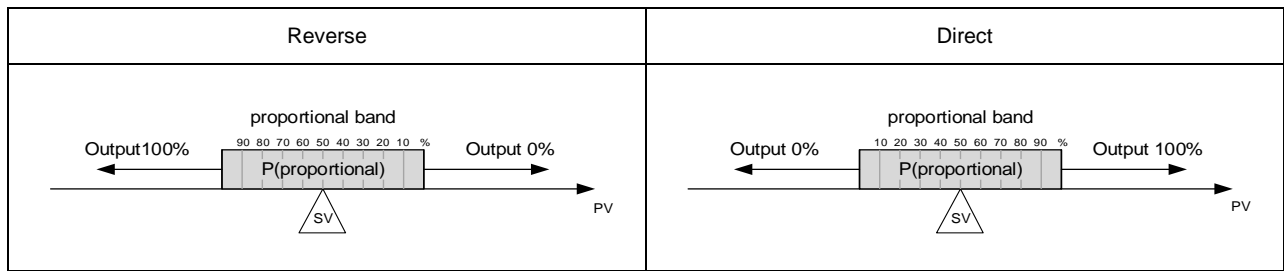 Reverse
Direct
proportional band
90 80 70 60 50 40 30 20 10 %
Output100%
Output 0%
P(proportional)
SV
PV
proportional band
10 20 30 40 50 60 70 80 90 %
Output 0%
Output 100%
P(proportional)
SV
PV